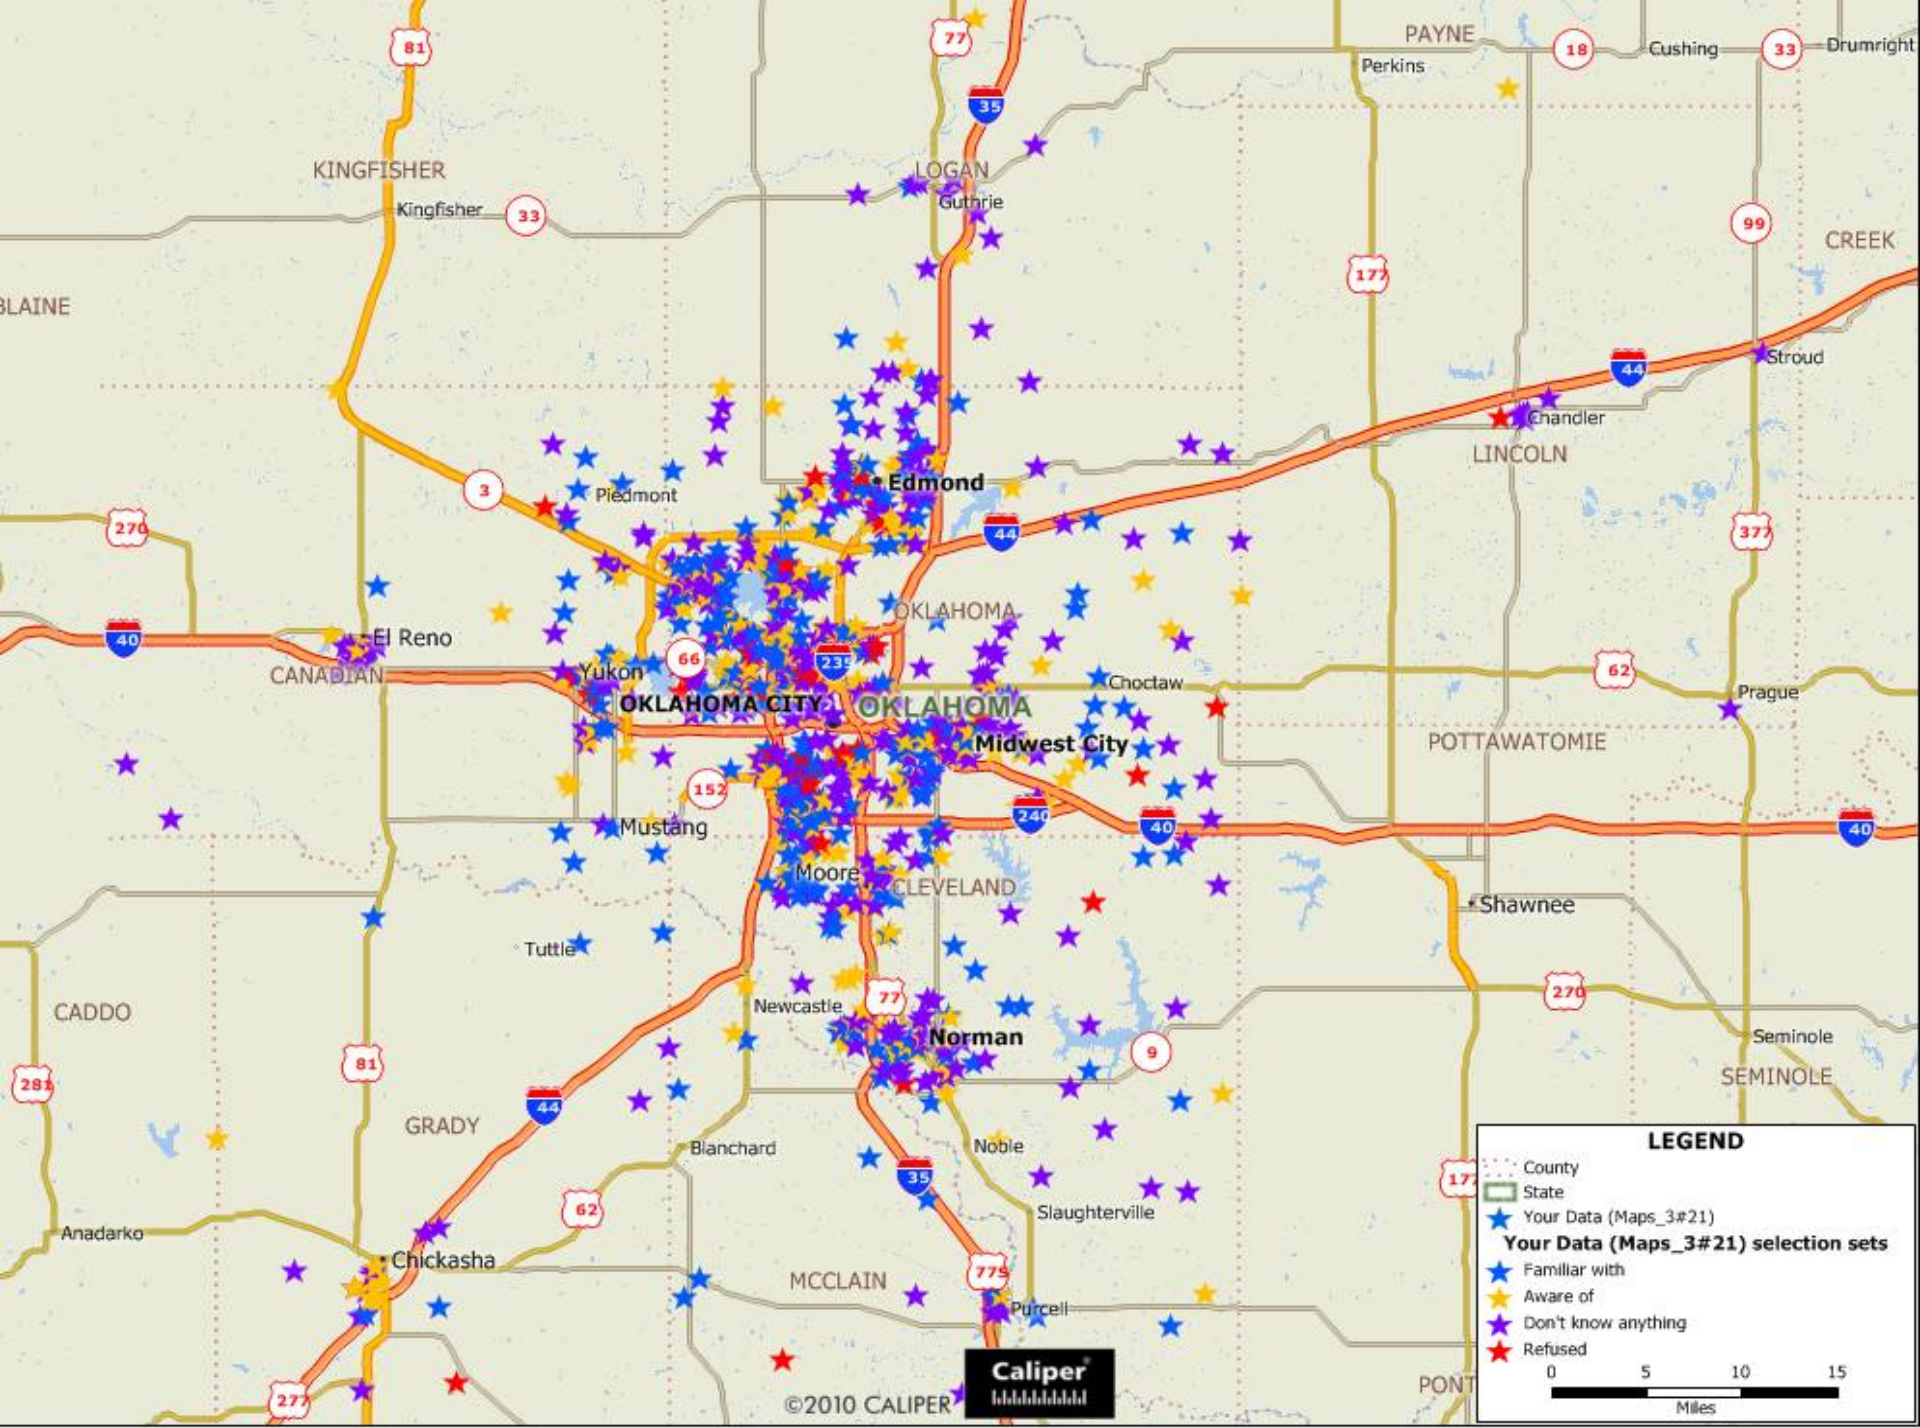 81
77
PAYNE
18
Cushing
33
Drumright
Perkins
35
KINGFISHER
LOGAN
Kingfisher
33
Guthrie
99
CREEK
177
BLAINE
Stroud
44
Chandler
LINCOLN
Edmond
3
Piedmont
270
44
377
OKLAHOMA
40
El Reno
66
235
CANADIAN
Yukon
62
Choctaw
Prague
OKLAHOMA CITY
OKLAHOMA
Midwest City
POTTAWATOMIE
152
240
40
40
Mustang
Moore
CLEVELAND
Shawnee
Tuttle
270
77
CADDO
Newcastle
Norman
Seminole
9
81
281
SEMINOLE
44
GRADY
Blanchard
Noble
35
177
62
Slaughterville
Anadarko
Chickasha
MCCLAIN
775
Purcell
277
PONT
LEGEND
County
State
Your Data (Maps_3#21)
Your Data (Maps_3#21) selection sets
Familiar with
Aware of
Don't know anything
Refused
0 5 10 15
Miles
Caliper®
©2010 CALIPER